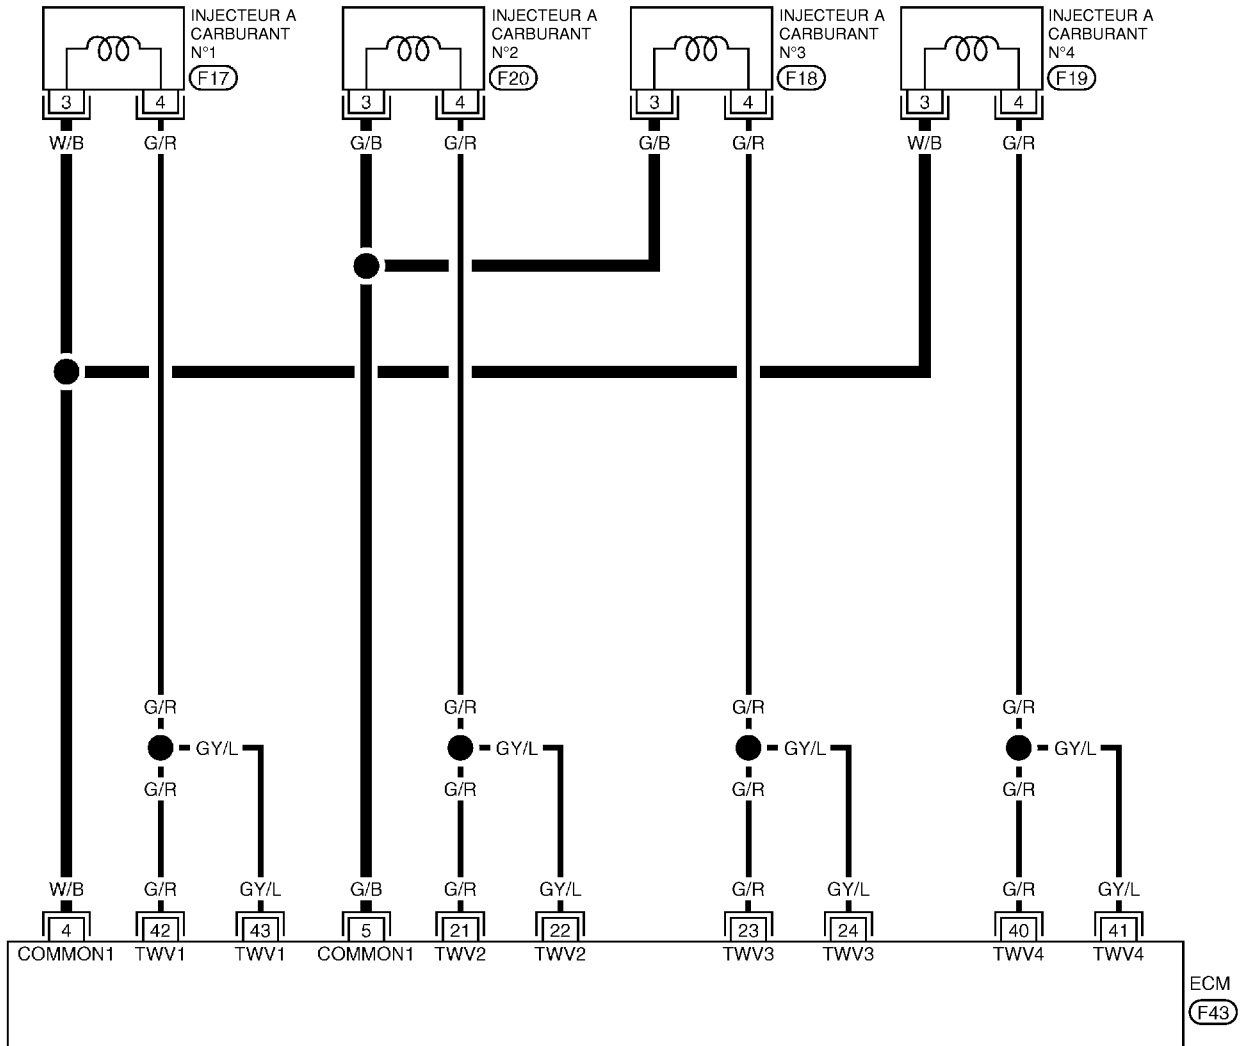 INJECTEUR A
CARBURANT
N°1
F17
INJECTEUR A
CARBURANT
N°2
F20
INJECTEUR A
CARBURANT
N°3
F18
INJECTEUR A
CARBURANT
N°4
F19
3 4 3 4 3 4 3 4
W/B G/R G/B G/R G/B G/R W/B G/R
G/R G/R G/R G/R
GY/L GY/L GY/L GY/L
G/R G/R G/R G/R
W/B G/R GY/L G/B G/R GY/L G/R GY/L G/R GY/L
4 42 43 5 21 22 23 24 40 41
COMMON1 TWV1 TWV1 COMMON1 TWV2 TWV2 TWV3 TWV3 TWV4 TWV4
ECM
F43